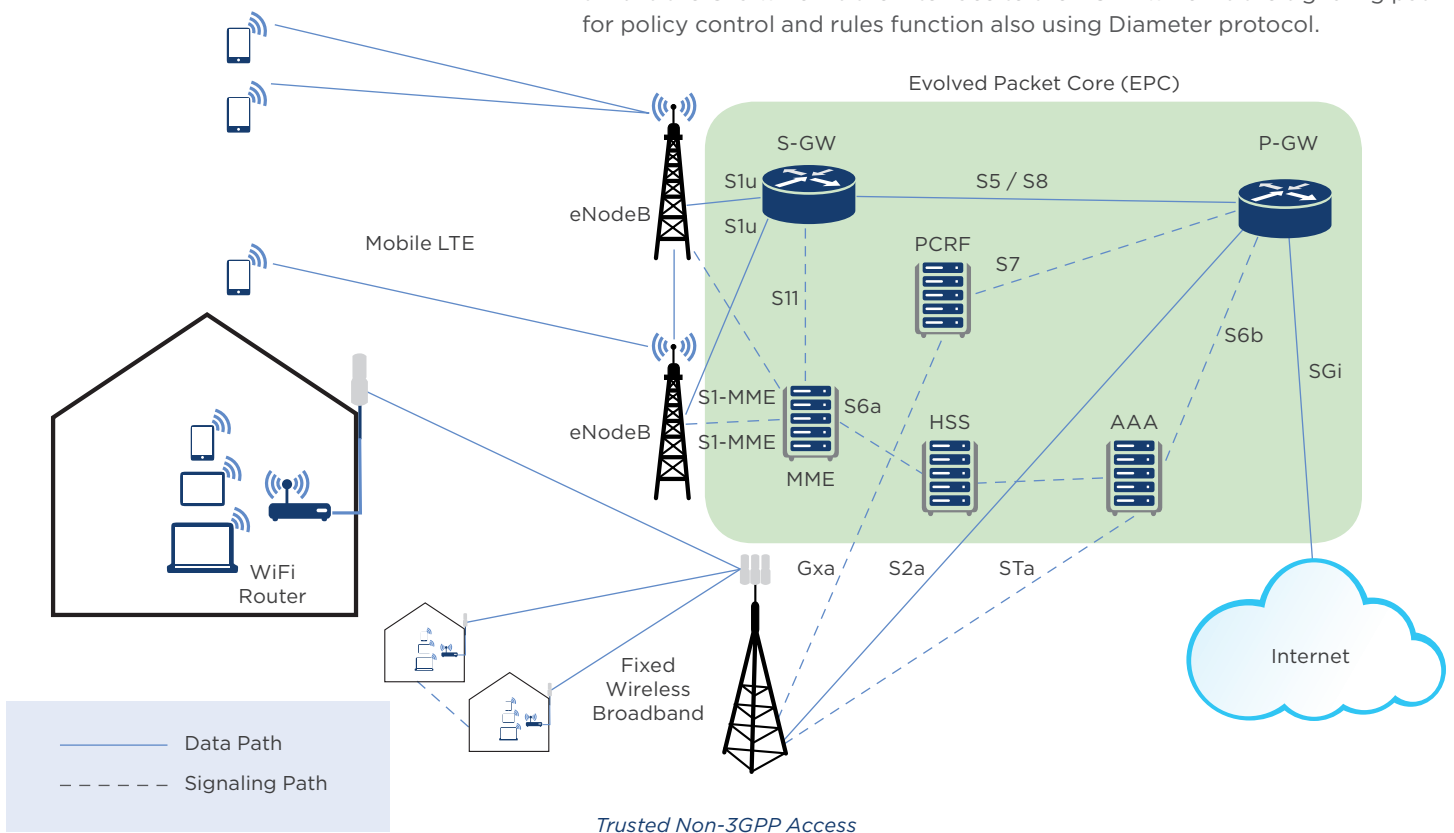 for policy control and rules function also using Diameter protocol.
Evolved Packet Core (EPC)
S-GW
P-GW
S1u
S5 / S8
eNodeB
S1u
Mobile LTE
PCRF
S7
S11
S6b
SGi
S1-MME
S6a
eNodeB
S1-MME
HSS
AAA
MME
Gxa
S2a
STa
WiFi
Router
Fixed
Wireless
Broadband
Internet
Data Path
Signaling Path
Trusted Non-3GPP Access